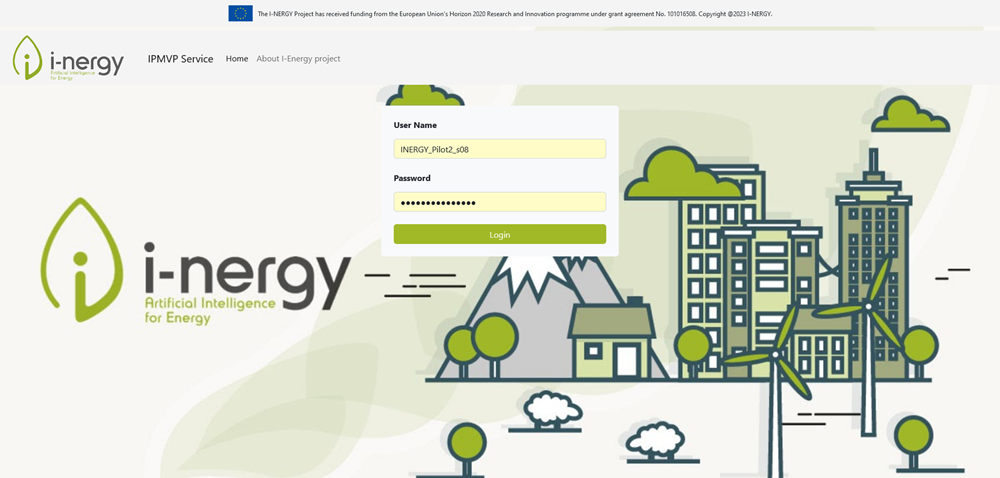 The I-NERGY Project has received funding from the European Union's Horizon 2020 Research and Innovation programme under grant agreement No. 101016508. Copyright @2023 I-NERGY.
i-nergy
Artificial Intelligence
for Energy
IPMVP Service
Home
About I-Energy project
User Name
INERGY_Pilot2_s08
Password
●●●●●●●●●●●●●●●
Login
i-nergy
Artificial Intelligence
for Energy